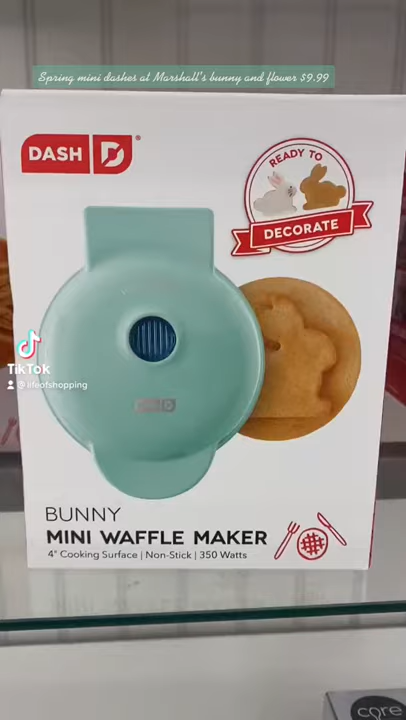 Spring mini dashes at Marshall's bunny and flower $9.99
DASH D®
READY TO
DECORATE
TikTok
@lifeofshopping
DASH D
BUNNY
MINI WAFFLE MAKER
4" Cooking Surface | Non-Stick | 350 Watts
core